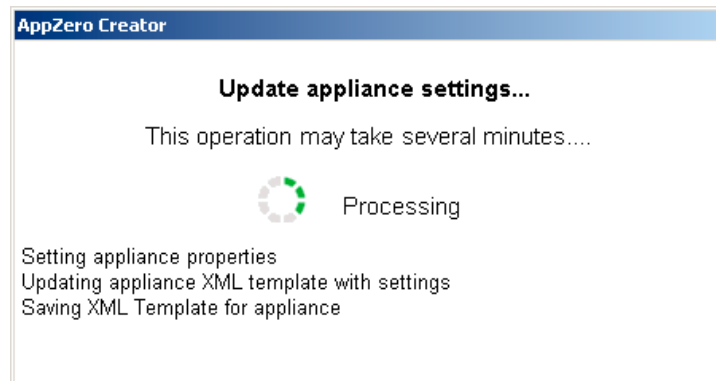 AppZero Creator
Update appliance settings...
This operation may take several minutes....
Processing
Setting appliance properties
Updating appliance XML template with settings
Saving XML Template for appliance